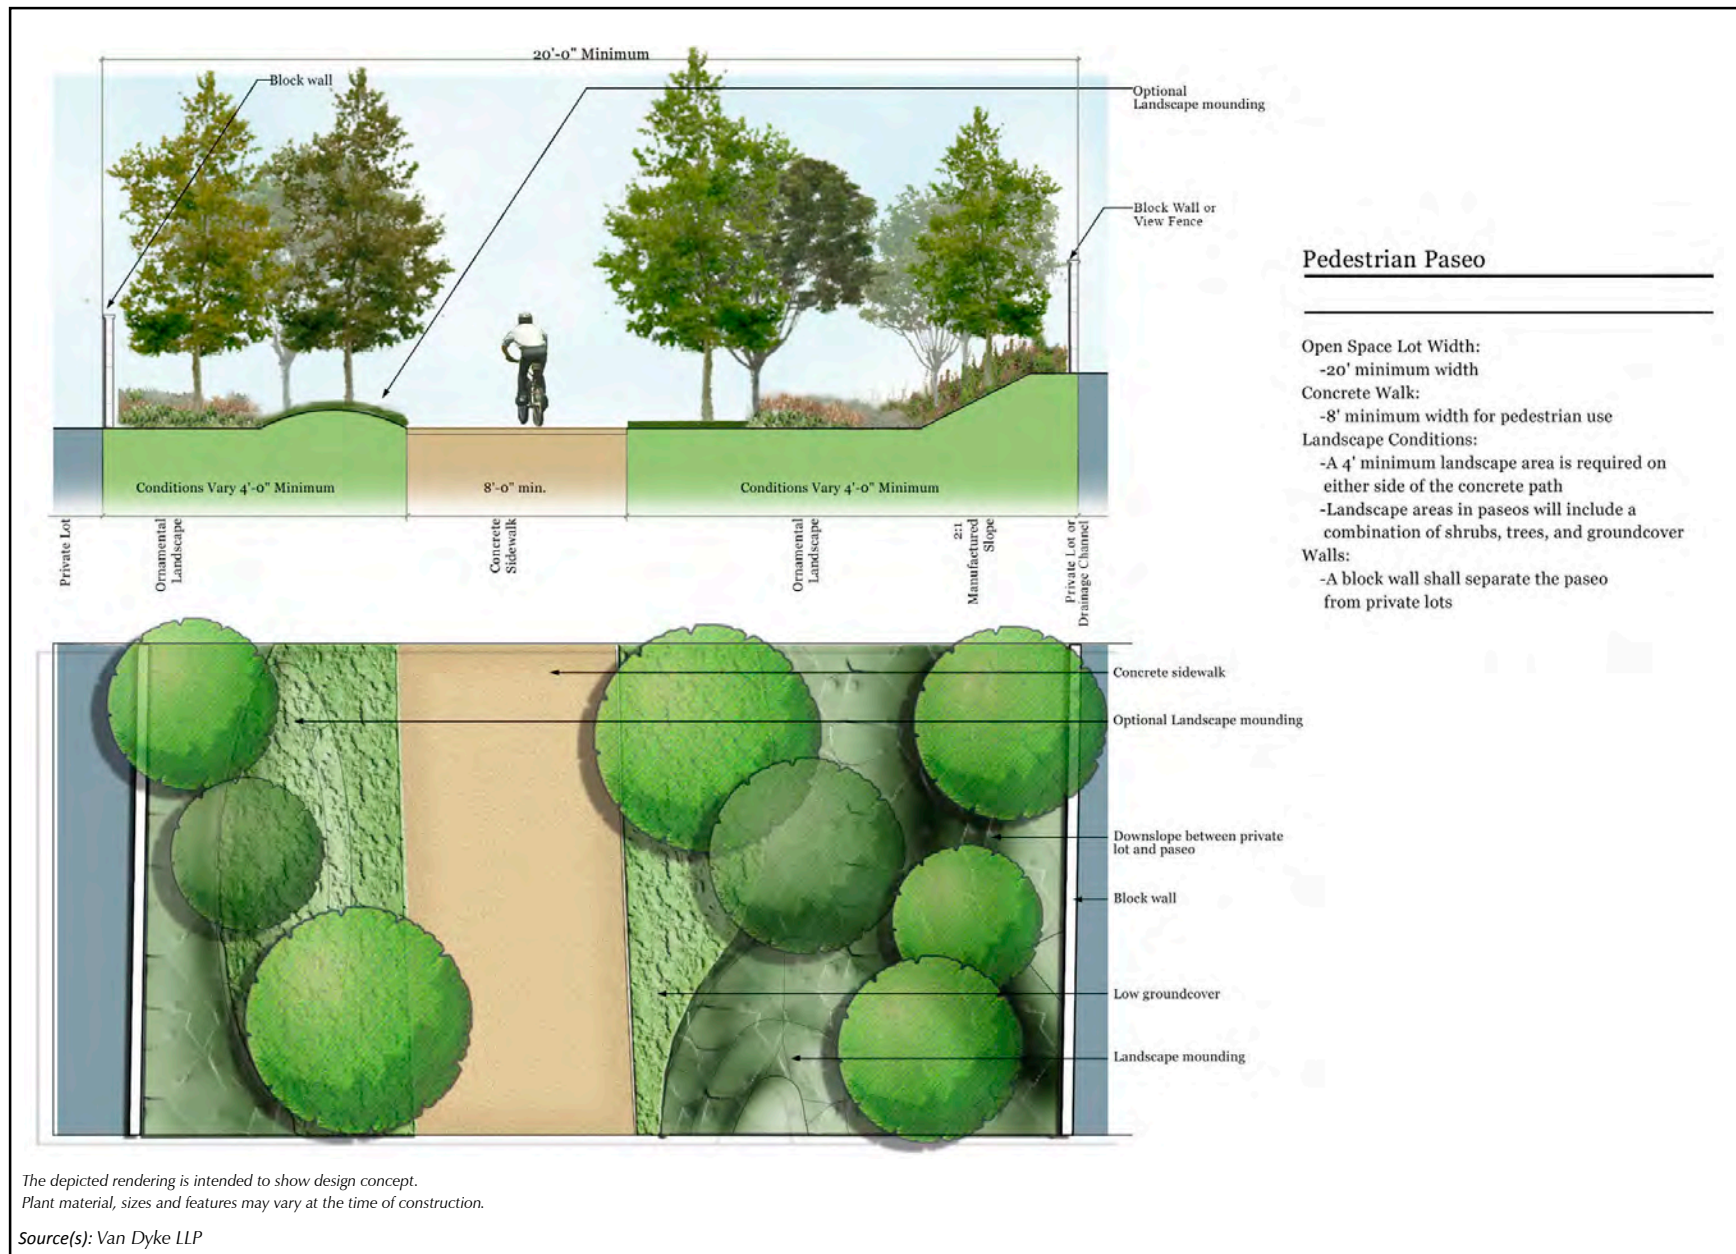 20'-0" Minimum
Block wall
Optional
Landscape mounding
Block Wall or
View Fence
Conditions Vary 4'-0" Minimum
8'-0" min.
Conditions Vary 4'-0" Minimum
Private Lot
Ornamental
Landscape
Concrete
Sidewalk
Ornamental
Landscape
2:1
Manufactured
Slope
Private Lot or
Drainage Channel
Pedestrian Paseo
Open Space Lot Width:
-20' minimum width
Concrete Walk:
-8' minimum width for pedestrian use
Landscape Conditions:
-A 4' minimum landscape area is required on
either side of the concrete path
-Landscape areas in paseos will include a
combination of shrubs, trees, and groundcover
Walls:
-A block wall shall separate the paseo
from private lots
Concrete sidewalk
Optional Landscape mounding
Downslope between private
lot and paseo
Block wall
Low groundcover
Landscape mounding
The depicted rendering is intended to show design concept.
Plant material, sizes and features may vary at the time of construction.
Source(s): Van Dyke LLP